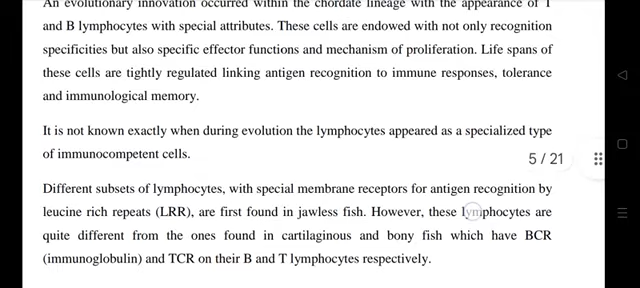 An evolutionary innovation occurred within the chordate lineage with the appearance of T
and B lymphocytes with special attributes. These cells are endowed with not only recognition
specificities but also specific effector functions and mechanism of proliferation. Life spans of
these cells are tightly regulated linking antigen recognition to immune responses, tolerance
and immunological memory.
It is not known exactly when during evolution the lymphocytes appeared as a specialized type
of immunocompetent cells.
5 / 21
Different subsets of lymphocytes, with special membrane receptors for antigen recognition by
leucine rich repeats (LRR), are first found in jawless fish. However, these lymphocytes are
quite different from the ones found in cartilaginous and bony fish which have BCR
(immunoglobulin) and TCR on their B and T lymphocytes respectively.